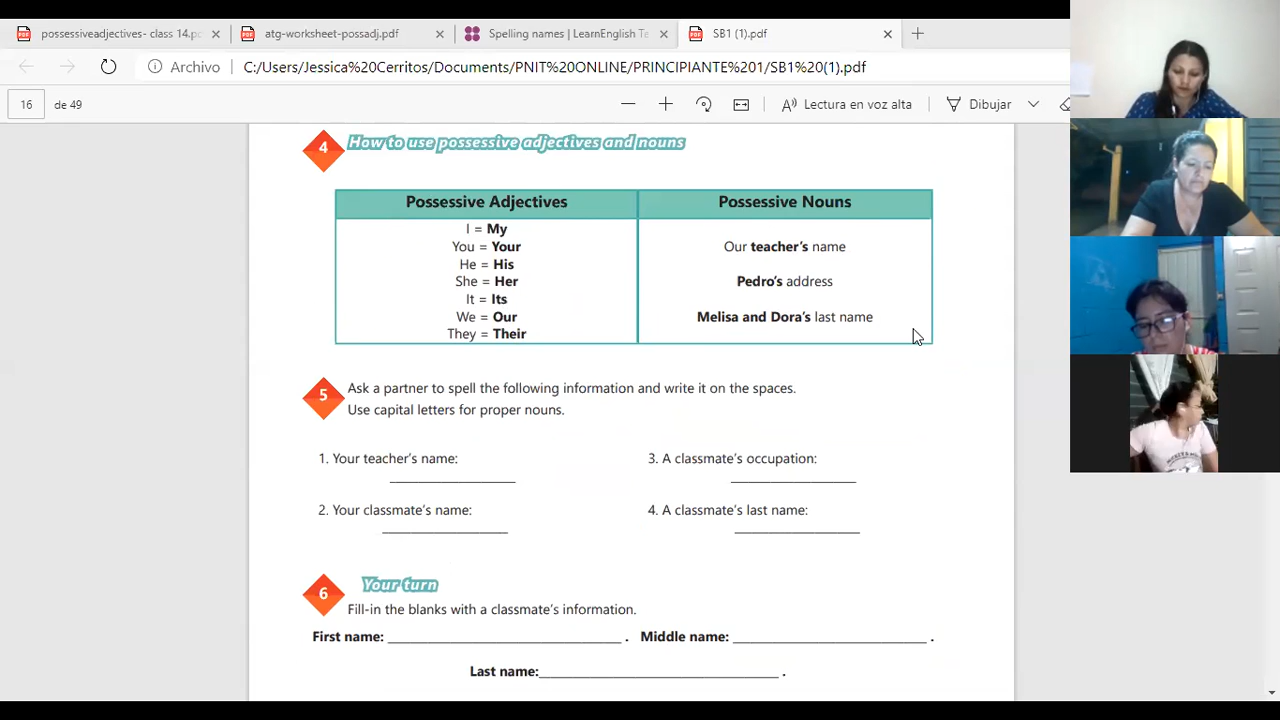 possessiveadjectives- class 14.p
atg-worksheet-possadj.pdf
Spelling names | LearnEnglish Te
SB1 (1).pdf
Archivo C:/Users/Jessica%20Cerritos/Documents/PNIT%20ONLINE/PRINCIPIANTE%201/SB1%20(1).pdf
16 de 49 Lectura en voz alta Dibujar
4 How to use possessive adjectives and nouns
Possessive Adjectives
I = My
You = Your
He = His
She = Her
It = Its
We = Our
They = Their
Possessive Nouns
Our teacher's name
Pedro's address
Melisa and Dora's last name
5 Ask a partner to spell the following information and write it on the spaces.
Use capital letters for proper nouns.
1. Your teacher's name:
2. Your classmate's name:
3. A classmate's occupation:
4. A classmate's last name:
6 Your turn
Fill-in the blanks with a classmate's information.
First name: ______________________________ . Middle name: _________________________ .
Last name:_______________________________ .